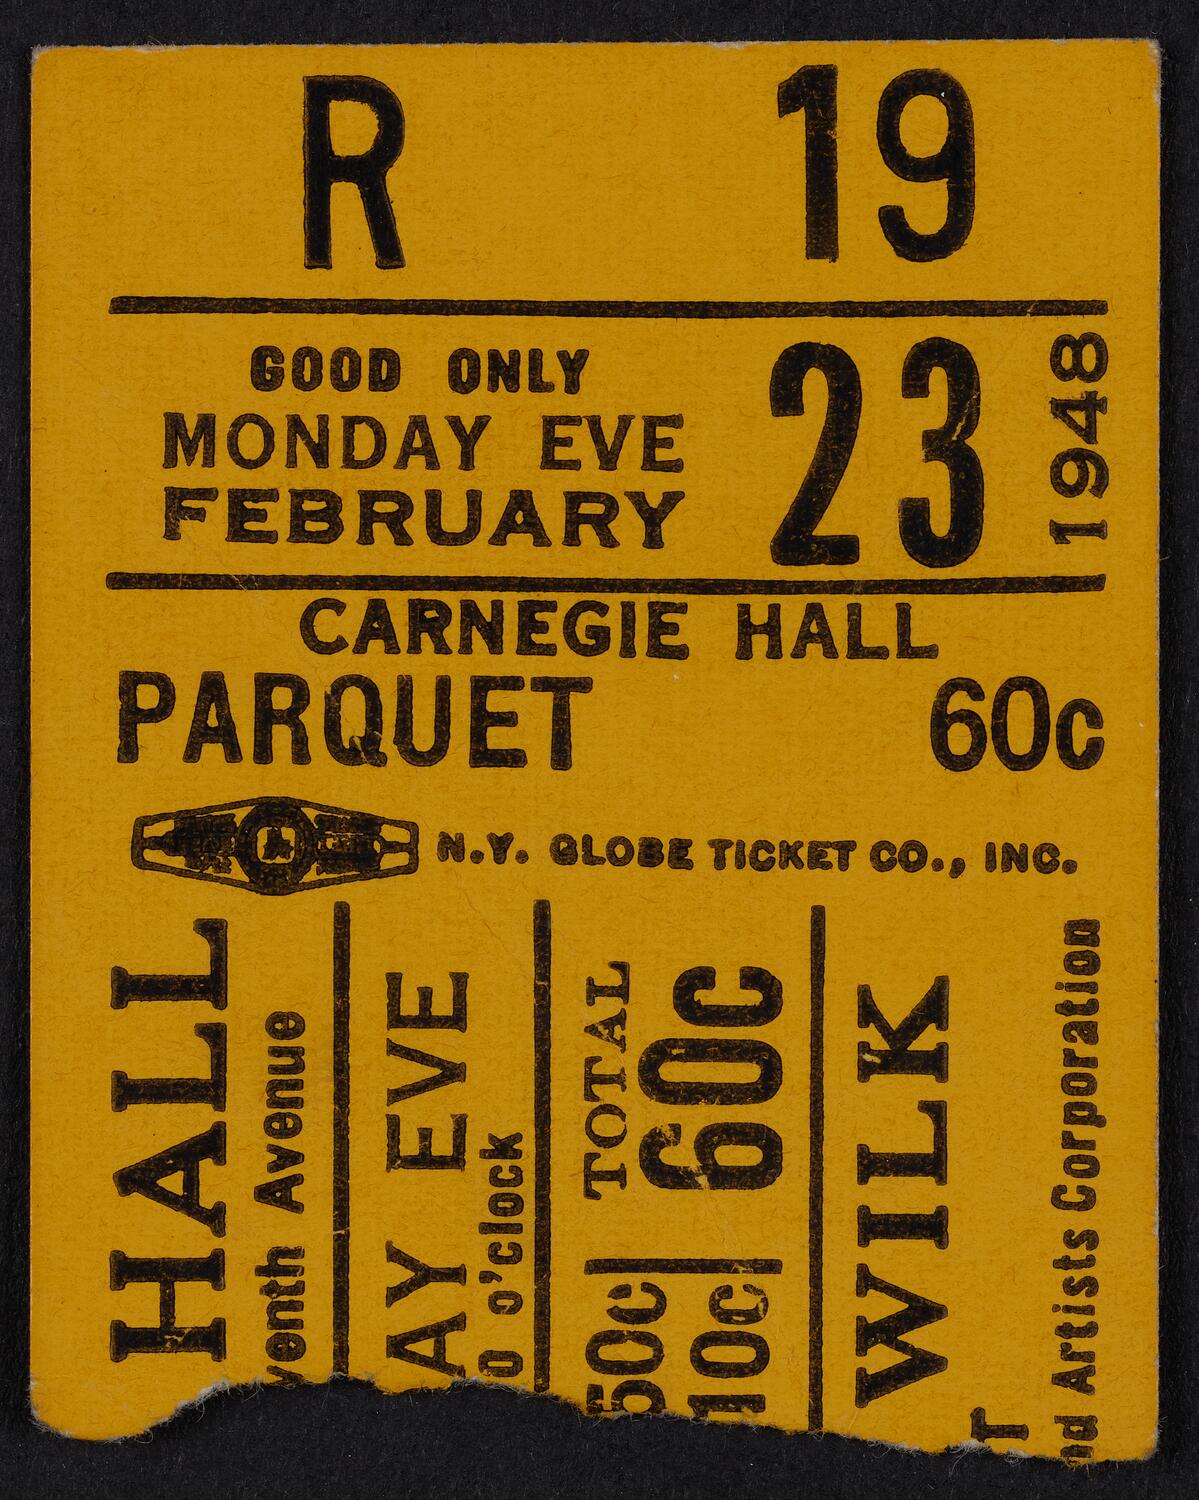 R 19
GOOD ONLY
MONDAY EVE
FEBRUARY
23
1948
CARNEGIE HALL
PARQUET 60c
N.Y. GLOBE TICKET CO., INC.
HALL
venth Avenue
AY EVE
0 o'clock
50c
10c
TOTAL
60c
WILK
T
nd Artists Corporation